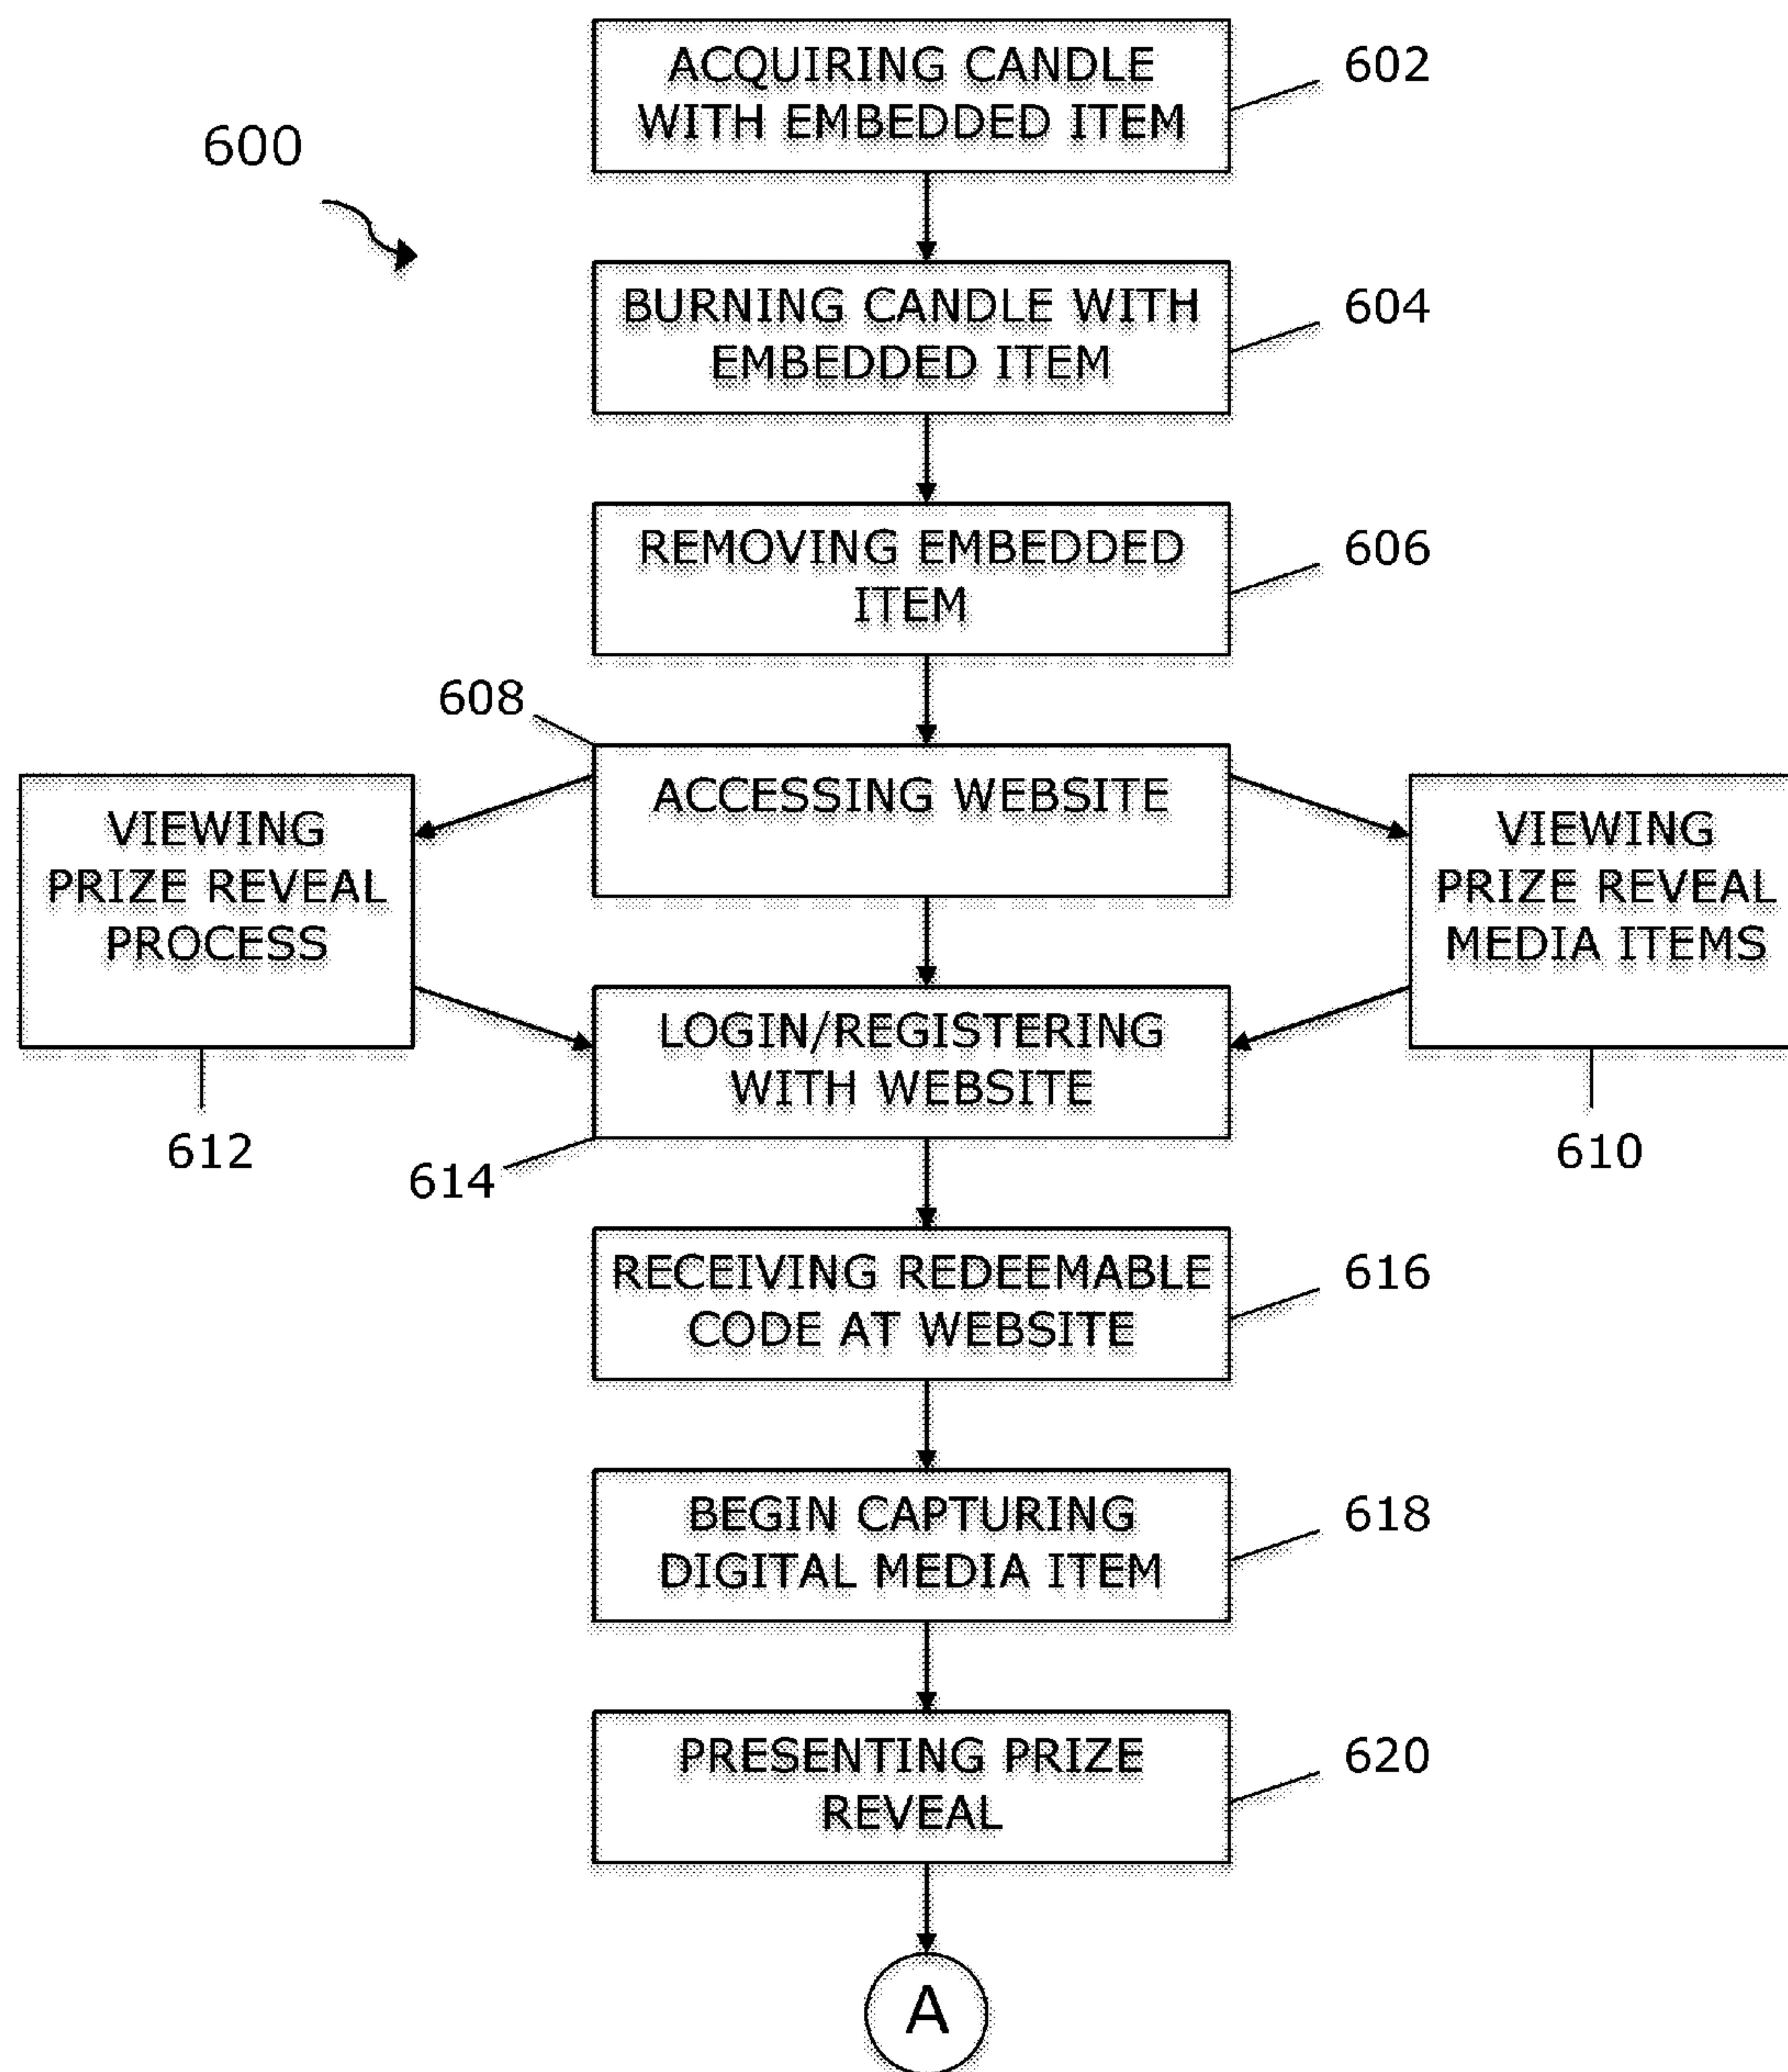 600
ACQUIRING CANDLE
WITH EMBEDDED ITEM
602
BURNING CANDLE WITH
EMBEDDED ITEM
604
REMOVING EMBEDDED
ITEM
606
608
ACCESSING WEBSITE
VIEWING
PRIZE REVEAL
PROCESS
612
VIEWING
PRIZE REVEAL
MEDIA ITEMS
610
LOGIN/REGISTERING
WITH WEBSITE
614
RECEIVING REDEEMABLE
CODE AT WEBSITE
616
BEGIN CAPTURING
DIGITAL MEDIA ITEM
618
PRESENTING PRIZE
REVEAL
620
A